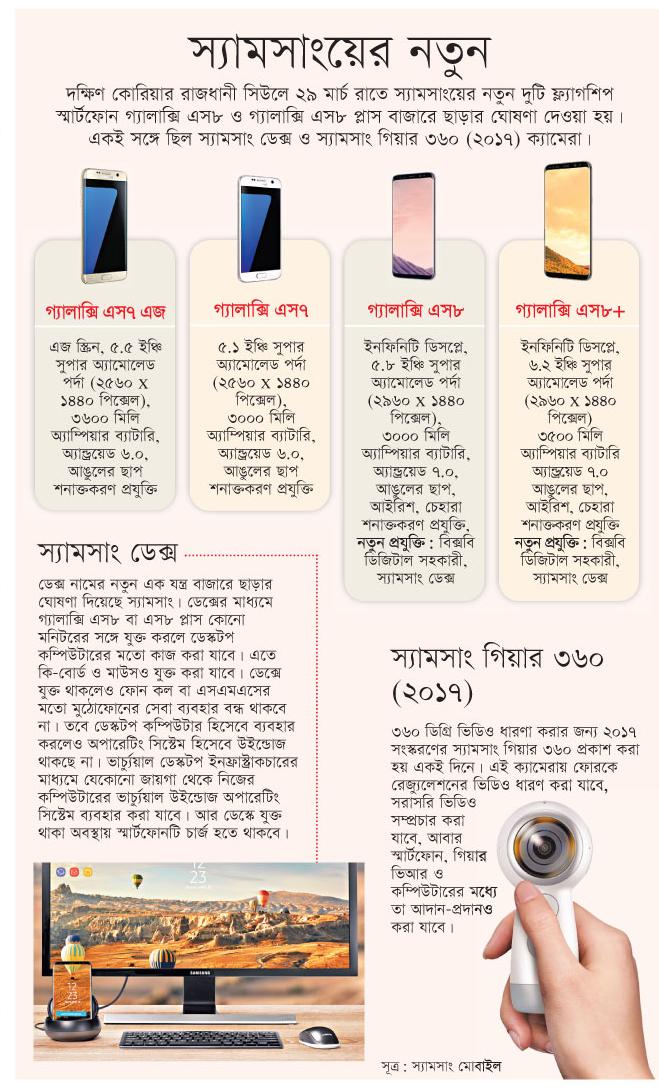 স্যামসাংয়ের নতুন
দক্ষিণ কোরিয়ার রাজধানী সিউলে ২৯ মার্চ রাতে স্যামসাংয়ের নতুন দুটি ফ্ল্যাগশিপ
স্মার্টফোন গ্যালাক্সি এস৮ ও গ্যালাক্সি এস৮ প্লাস বাজারে ছাড়ার ঘোষণা দেওয়া হয়।
একই সঙ্গে ছিল স্যামসাং ডেক্স ও স্যামসাং গিয়ার ৩৬০ (২০১৭) ক্যামেরা।
গ্যালাক্সি এস৭ এজ
এজ স্ক্রিন, ৫.৫ ইঞ্চি
সুপার অ্যামোলেড
পর্দা (২৫৬০ X
১৪৪০ পিক্সেল),
৩৬০০ মিলি
অ্যাম্পিয়ার ব্যাটারি,
অ্যান্ড্রয়েড ৬.০,
আঙুলের ছাপ
শনাক্তকরণ প্রযুক্তি
গ্যালাক্সি এস৭
৫.১ ইঞ্চি সুপার
অ্যামোলেড পর্দা
(২৫৬০ X ১৪৪০
পিক্সেল),
৩০০০ মিলি
অ্যাম্পিয়ার ব্যাটারি,
অ্যান্ড্রয়েড ৬.০,
আঙুলের ছাপ
শনাক্তকরণ প্রযুক্তি
গ্যালাক্সি এস৮
ইনফিনিটি ডিসপ্লে,
৫.৮ ইঞ্চি সুপার
অ্যামোলেড পর্দা
(২৯৬০ X ১৪৪০
পিক্সেল),
৩০০০ মিলি
অ্যাম্পিয়ার ব্যাটারি,
অ্যান্ড্রয়েড ৭.০,
আঙুলের ছাপ,
আইরিশ, চেহারা
শনাক্তকরণ প্রযুক্তি,
নতুন প্রযুক্তি : বিক্সবি
ডিজিটাল সহকারী,
স্যামসাং ডেক্স
গ্যালাক্সি এস৮+
ইনফিনিটি ডিসপ্লে,
৬.২ ইঞ্চি সুপার
অ্যামোলেড পর্দা
(২৯৬০ X ১৪৪০
পিক্সেল)
৩৫০০ মিলি
অ্যাম্পিয়ার ব্যাটারি
অ্যান্ড্রয়েড ৭.০
আঙুলের ছাপ,
আইরিশ, চেহারা
শনাক্তকরণ প্রযুক্তি
নতুন প্রযুক্তি : বিক্সবি
ডিজিটাল সহকারী,
স্যামসাং ডেক্স
স্যামসাং ডেক্স
ডেক্স নামের নতুন এক যন্ত্র বাজারে ছাড়ার
ঘোষণা দিয়েছে স্যামসাং। ডেক্সের মাধ্যমে
গ্যালাক্সি এস৮ বা এস৮ প্লাস কোনো
মনিটরের সঙ্গে যুক্ত করলে ডেস্কটপ
কম্পিউটারের মতো কাজ করা যাবে। এতে
কি-বোর্ড ও মাউসও যুক্ত করা যাবে। ডেক্সে
যুক্ত থাকলেও ফোন কল বা এসএমএসের
মতো মুঠোফোনের সেবা ব্যবহার বন্ধ থাকবে
না। তবে ডেস্কটপ কম্পিউটার হিসেবে ব্যবহার
করলেও অপারেটিং সিস্টেম হিসেবে উইন্ডোজ
থাকছে না। ভার্চ্যুয়াল ডেস্কটপ ইনফ্রাস্ট্রাকচারের
মাধ্যমে যেকোনো জায়গা থেকে নিজের
কম্পিউটারের ভার্চ্যুয়াল উইন্ডোজ অপারেটিং
সিস্টেম ব্যবহার করা যাবে। আর ডেস্কে যুক্ত
থাকা অবস্থায় স্মার্টফোনটি চার্জ হতে থাকবে।
স্যামসাং গিয়ার ৩৬০
(২০১৭)
৩৬০ ডিগ্রি ভিডিও ধারণা করার জন্য ২০১৭
সংস্করণের স্যামসাং গিয়ার ৩৬০ প্রকাশ করা
হয় একই দিনে। এই ক্যামেরায় ফোরকে
রেজ্যুলেশনের ভিডিও ধারণ করা যাবে,
সরাসরি ভিডিও
সম্প্রচার করা
যাবে, আবার
স্মার্টফোন, গিয়ার
ভিআর ও
কম্পিউটারের মধ্যে
তা আদান-প্রদানও
করা যাবে।
12
23
SAMSUNG
12
23
সূত্র : স্যামসাং মোবাইল